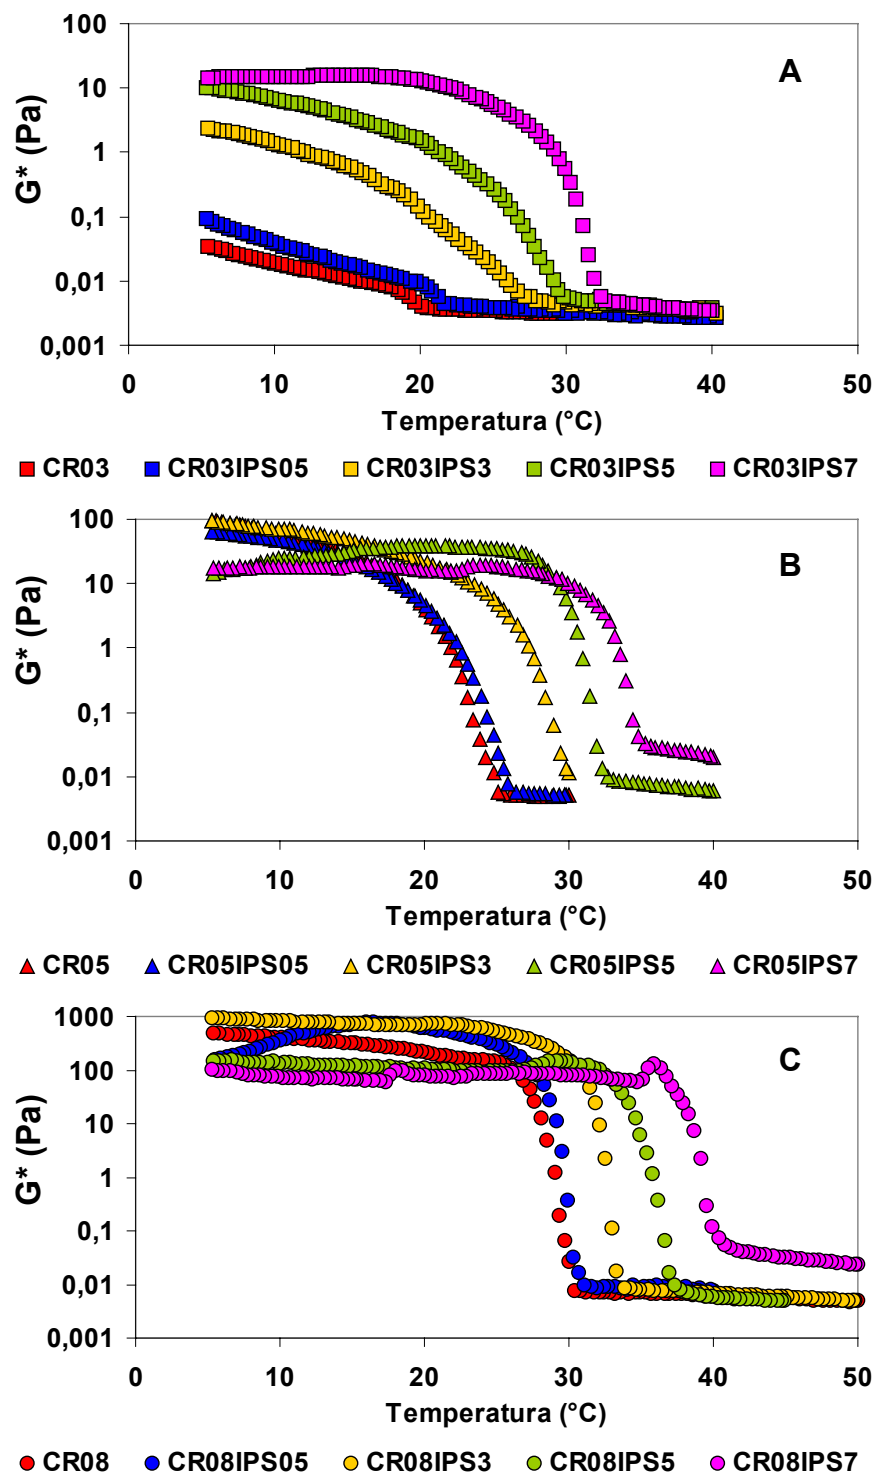 100
10
1
0,1
0,01
0,001
G* (Pa)
A
0 10 20 30 40 50
Temperatura (°C)
CR03 CR03IPS05 CR03IPS3 CR03IPS5 CR03IPS7
100
10
1
0,1
0,01
0,001
G* (Pa)
B
0 10 20 30 40 50
Temperatura (°C)
CR05 CR05IPS05 CR05IPS3 CR05IPS5 CR05IPS7
1000
100
10
1
0,1
0,01
0,001
G* (Pa)
C
0 10 20 30 40 50
Temperatura (°C)
CR08 CR08IPS05 CR08IPS3 CR08IPS5 CR08IPS7